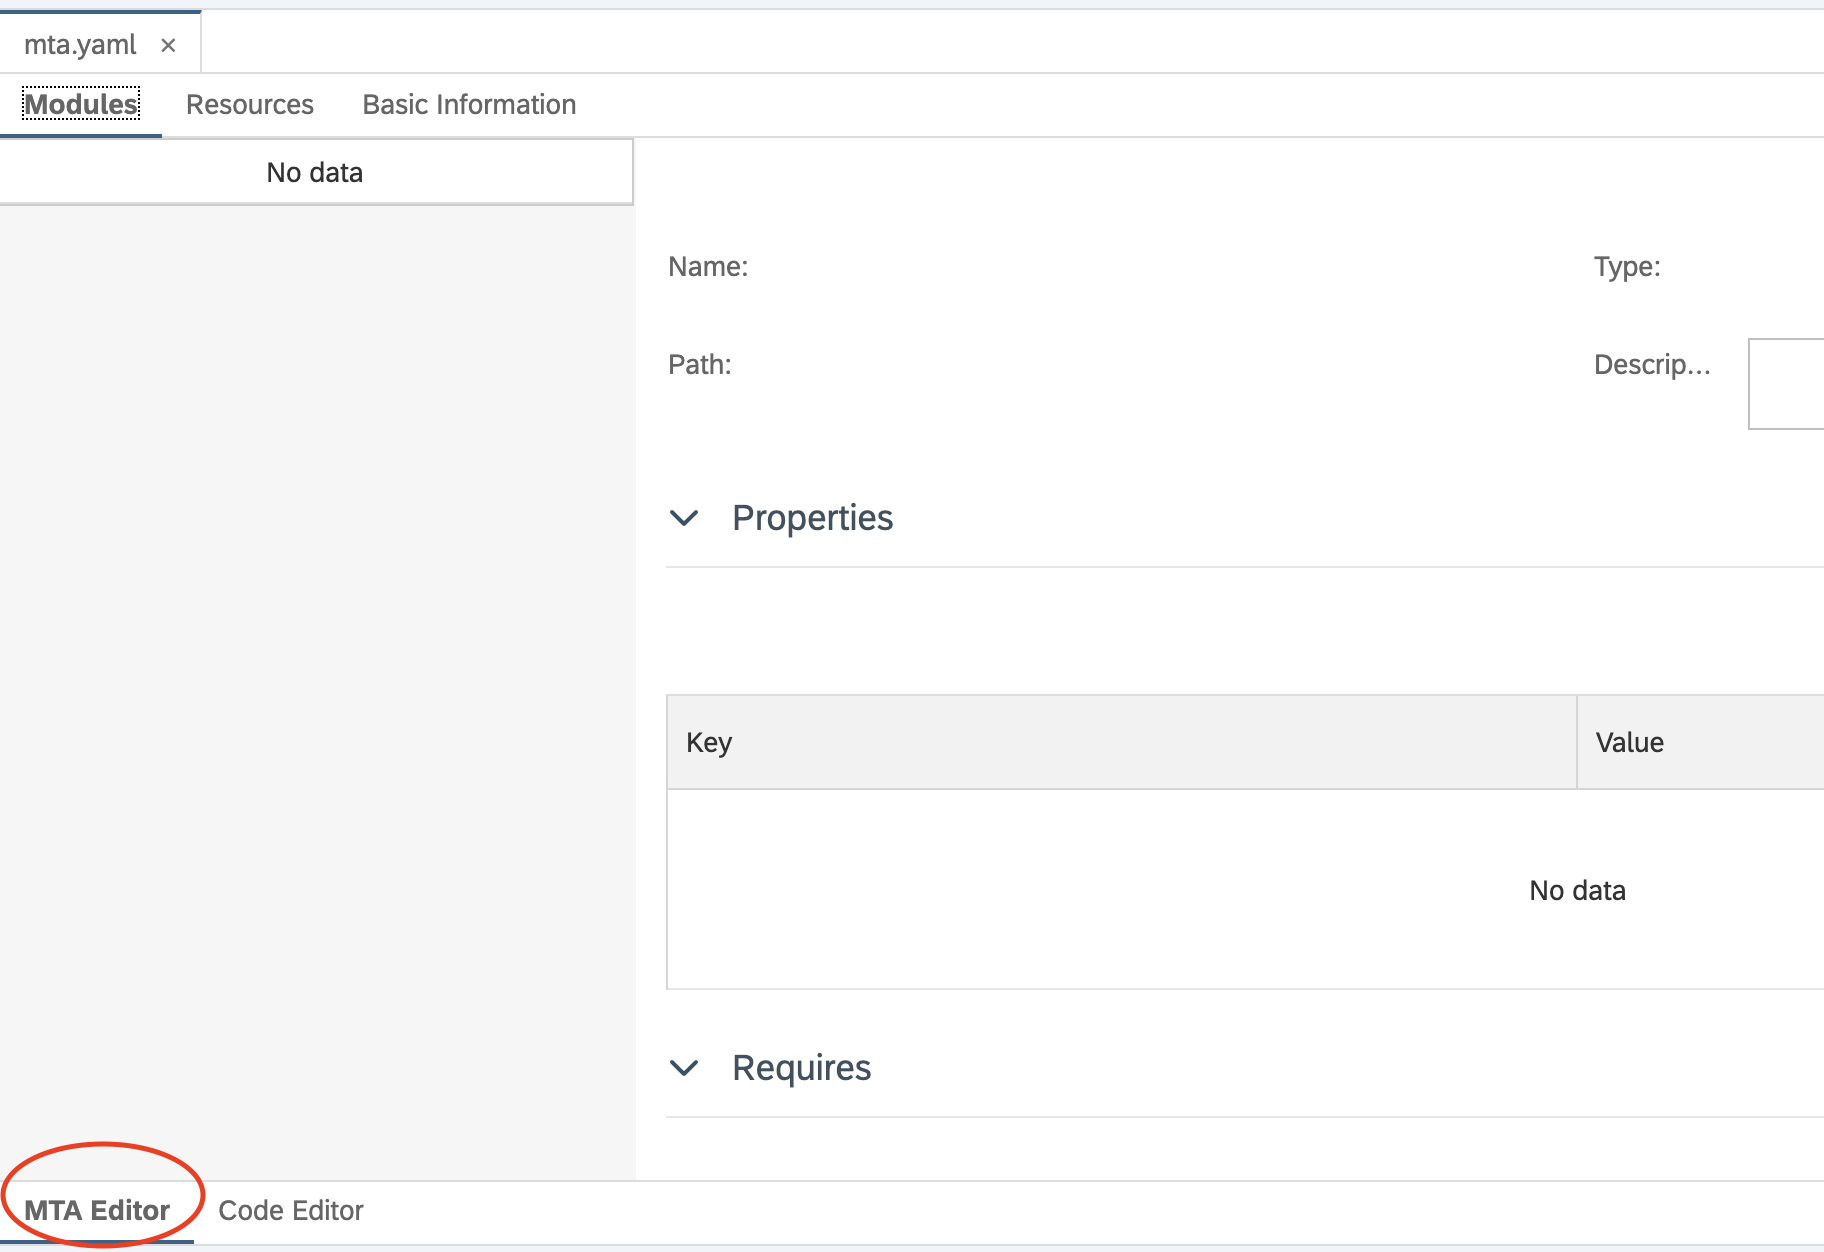 mta.yaml ×
Modules Resources Basic Information
No data
Name: Type:
Path: Descrip...
Properties
Key Value
No data
Requires
MTA Editor Code Editor